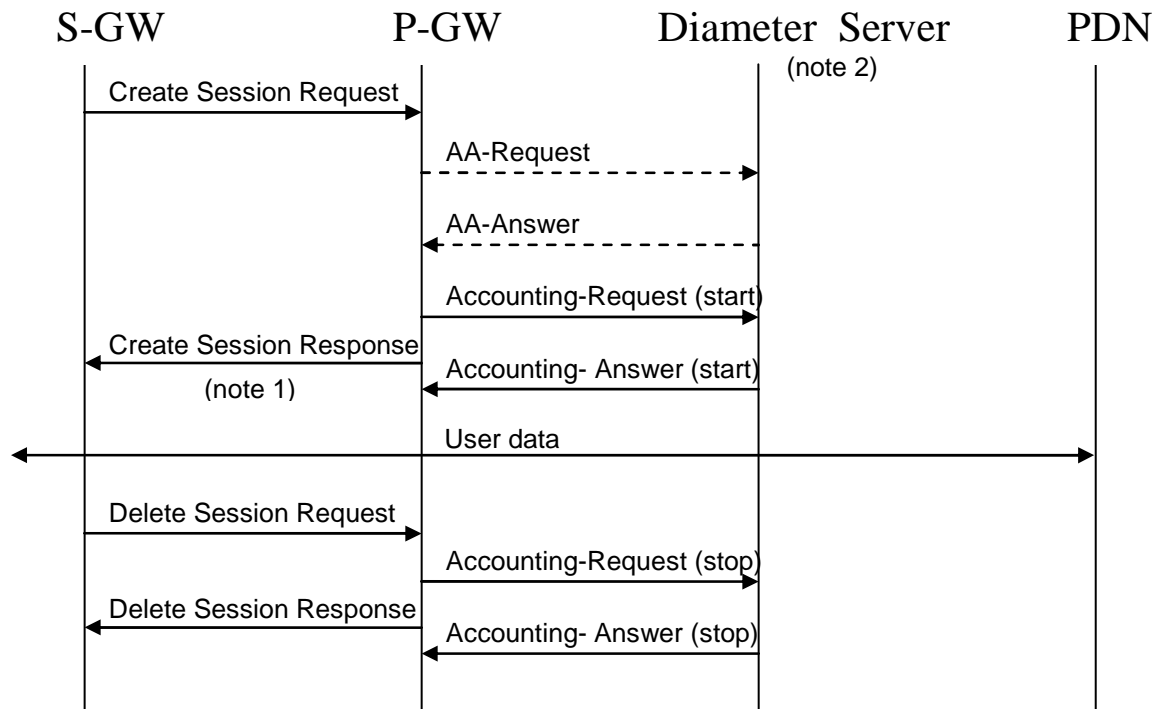 S-GW P-GW Diameter Server PDN
(note 2)
Create Session Request
AA-Request
AA-Answer
Accounting-Request (start)
Create Session Response
Accounting- Answer (start)
(note 1)
User data
Delete Session Request
Accounting-Request (stop)
Delete Session Response
Accounting- Answer (stop)